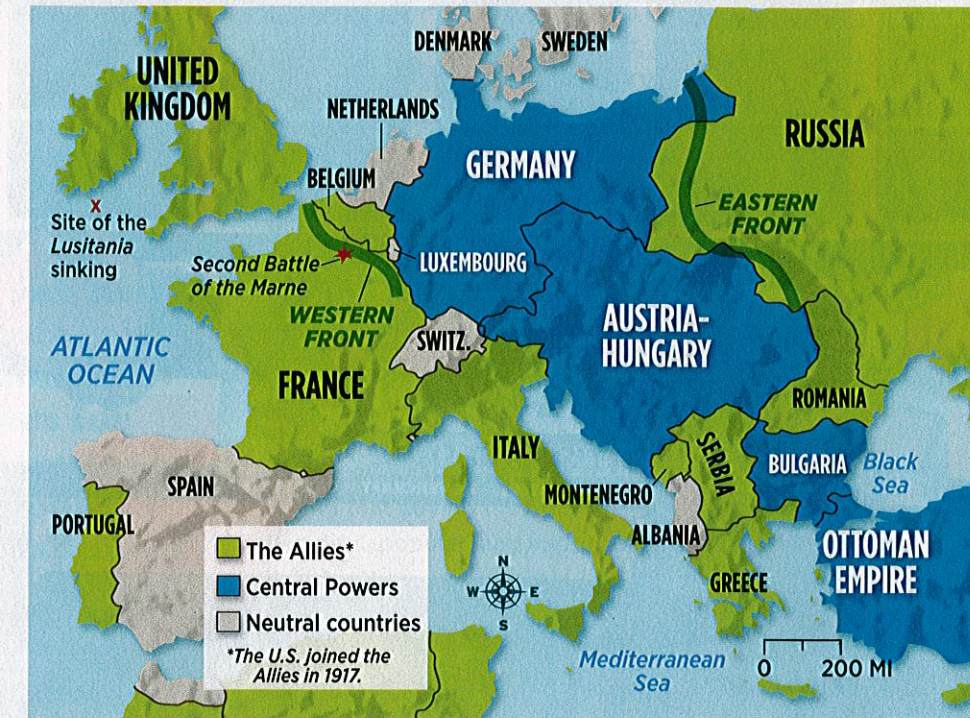 DENMARK
SWEDEN
UNITED
KINGDOM
NETHERLANDS
RUSSIA
GERMANY
BELGIUM
EASTERN
FRONT
x
Site of the
Lusitania
sinking
Second Battle
of the Marne
LUXEMBOURG
WESTERN
FRONT
SWITZ.
AUSTRIA-
HUNGARY
ATLANTIC
OCEAN
FRANCE
ROMANIA
ITALY
SERBIA
BULGARIA
Black
Sea
SPAIN
MONTENEGRO
PORTUGAL
ALBANIA
OTTOMAN
EMPIRE
GREECE
The Allies*
Central Powers
Neutral countries
*The U.S. joined the
Allies in 1917.
N
W E
S
Mediterranean
Sea
0 200 MI